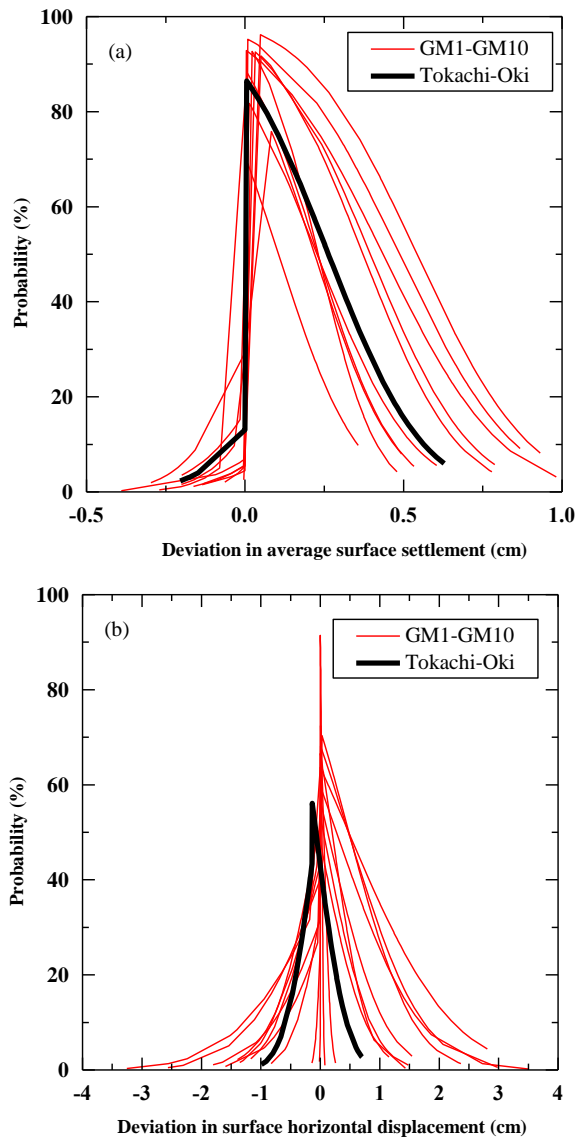 (a)
GM1-GM10
Tokachi-Oki
Probability (%)
100
80
60
40
20
0
-0.5
0.0
0.5
1.0
Deviation in average surface settlement (cm)
(b)
GM1-GM10
Tokachi-Oki
Probability (%)
100
80
60
40
20
0
-4
-3
-2
-1
0
1
2
3
4
Deviation in surface horizontal displacement (cm)